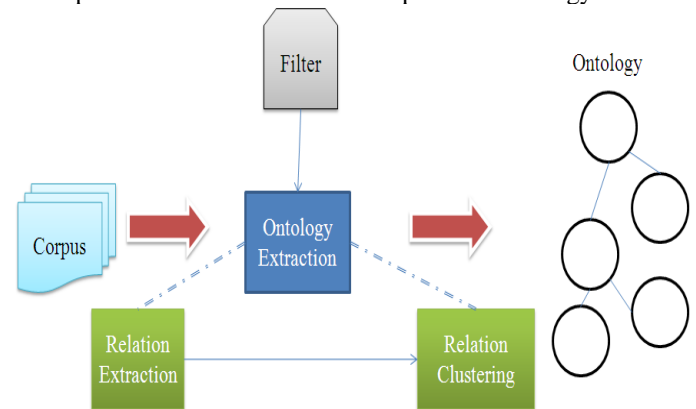 Filter
Ontology
Corpus
Ontology
Extraction
Relation
Extraction
Relation
Clustering